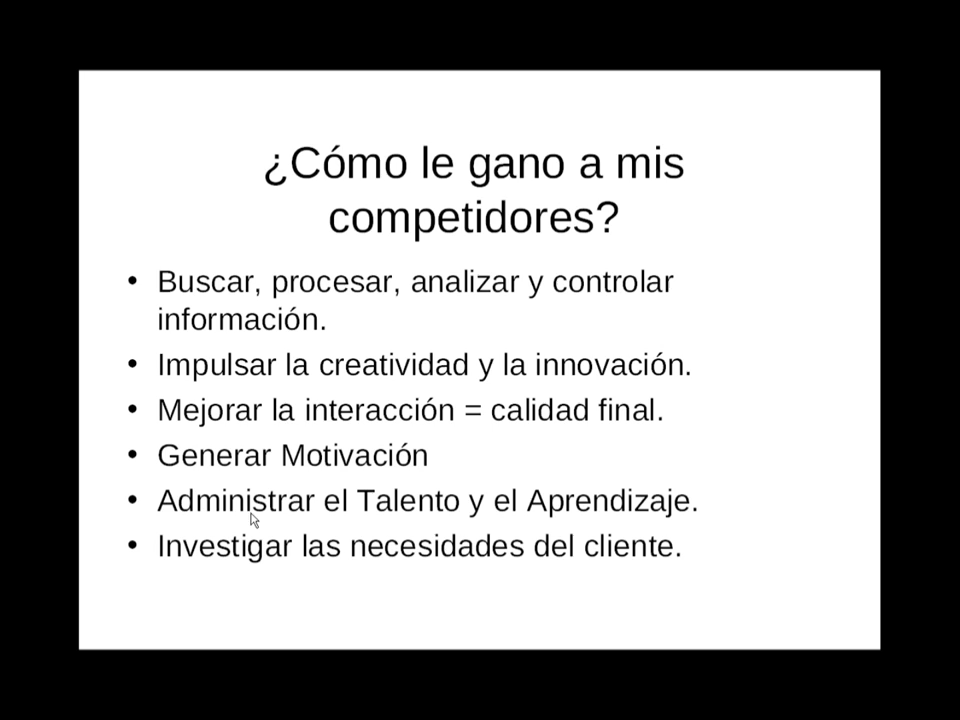 ¿Cómo le gano a mis
competidores?
• Buscar, procesar, analizar y controlar
información.
• Impulsar la creatividad y la innovación.
• Mejorar la interacción = calidad final.
• Generar Motivación
• Administrar el Talento y el Aprendizaje.
• Investigar las necesidades del cliente.